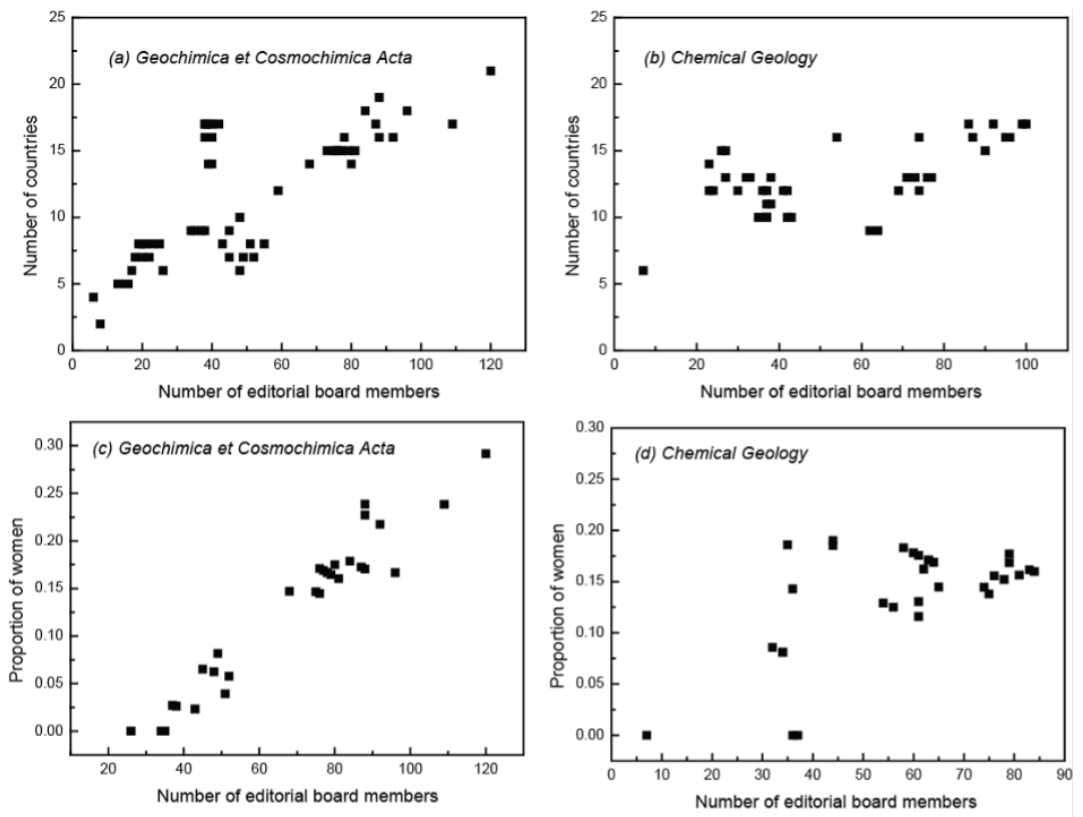 (a) Geochimica et Cosmochimica Acta
Number of countries
25
20
15
10
5
0
0 20 40 60 80 100 120
Number of editorial board members
(b) Chemical Geology
Number of countries
25
20
15
10
5
0
0 20 40 60 80 100
Number of editorial board members
(c) Geochimica et Cosmochimica Acta
Proportion of women
0.30
0.25
0.20
0.15
0.10
0.05
0.00
20 40 60 80 100 120
Number of editorial board members
(d) Chemical Geology
Proportion of women
0.30
0.25
0.20
0.15
0.10
0.05
0.00
0 10 20 30 40 50 60 70 80 90
Number of editorial board members